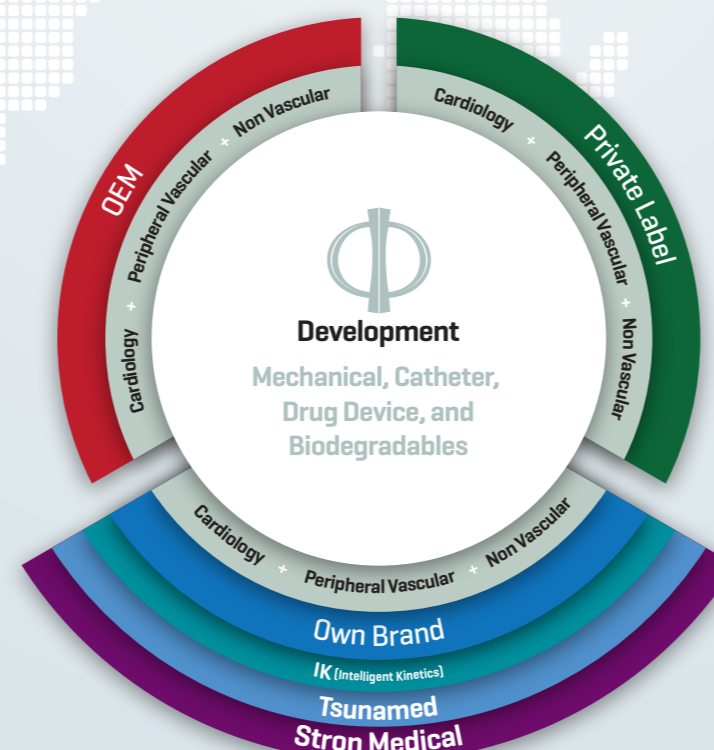 OEM
Cardiology + Peripheral Vascular + Non Vascular
Private Label
Cardiology + Peripheral Vascular + Non Vascular
Development
Mechanical, Catheter,
Drug Device, and
Biodegradables
Cardiology + Peripheral Vascular + Non Vascular
Own Brand
IK (Intelligent Kinetics)
Tsunamed
Stron Medical